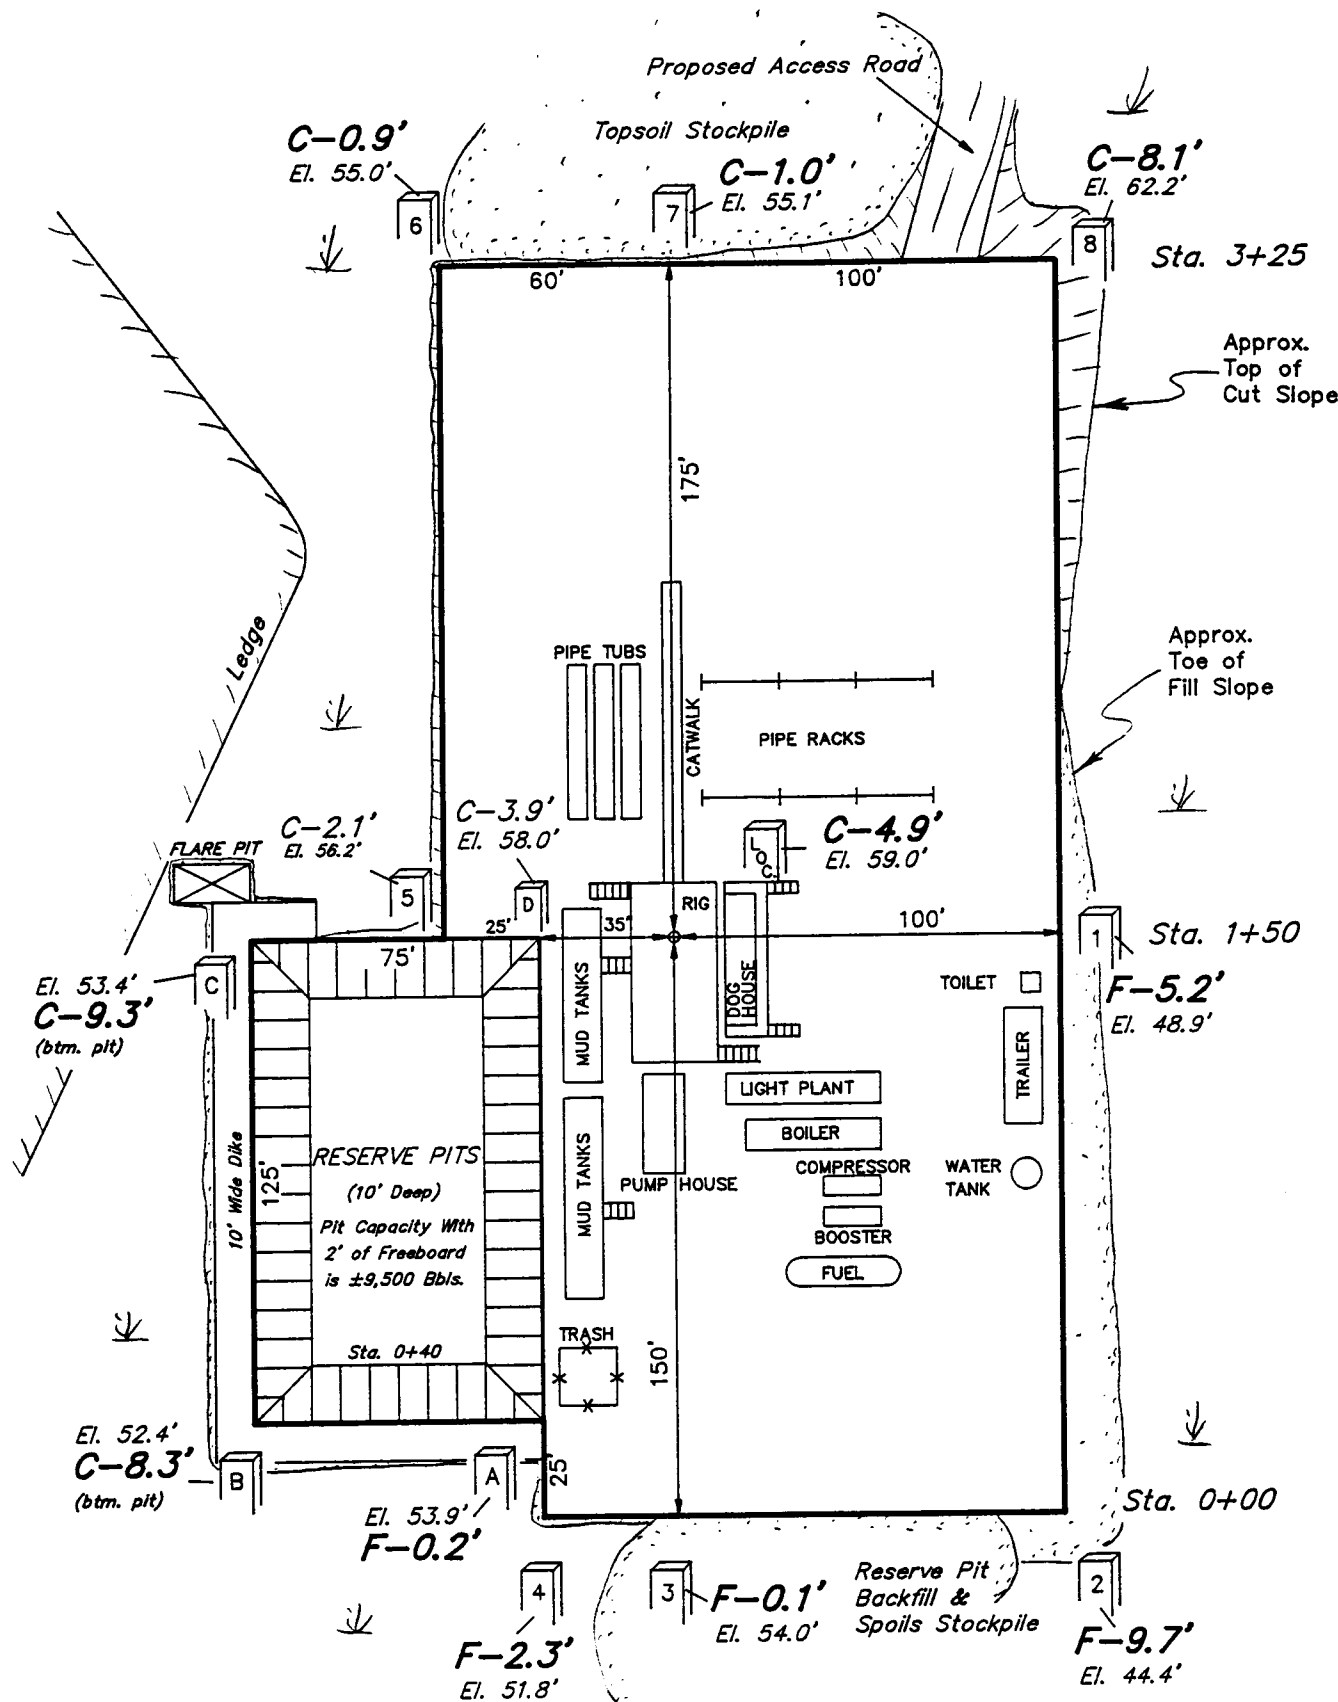 Proposed Access Road
Topsoil Stockpile
C-0.9'
El. 55.0'
6
C-1.0'
El. 55.1'
7
C-8.1'
El. 62.2'
8
Sta. 3+25
60'
100'
Approx.
Top of
Cut Slope
175'
Ledge
Approx.
Toe of
Fill Slope
PIPE TUBS
CATWALK
PIPE RACKS
C-3.9'
El. 58.0'
D
C-4.9'
El. 59.0'
LOC.
C-2.1'
El. 56.2'
5
FLARE PIT
RIG
25'
35'
100'
1
Sta. 1+50
F-5.2'
El. 48.9'
75'
El. 53.4'
C-9.3'
(btm. pit)
C
MUD TANKS
DOG
HOUSE
TOILET
TRAILER
LIGHT PLANT
BOILER
COMPRESSOR
BOOSTER
FUEL
WATER
TANK
PUMP HOUSE
MUD TANKS
10' Wide Dike
125'
RESERVE PITS
(10' Deep)
Pit Capacity With
2' of Freeboard
is ±9,500 Bbls.
Sta. 0+40
TRASH
150'
El. 52.4'
C-8.3'
(btm. pit)
B
A
25'
El. 53.9'
F-0.2'
Sta. 0+00
4
F-2.3'
El. 51.8'
3
F-0.1'
El. 54.0'
Reserve Pit
Backfill &
Spoils Stockpile
2
F-9.7'
El. 44.4'